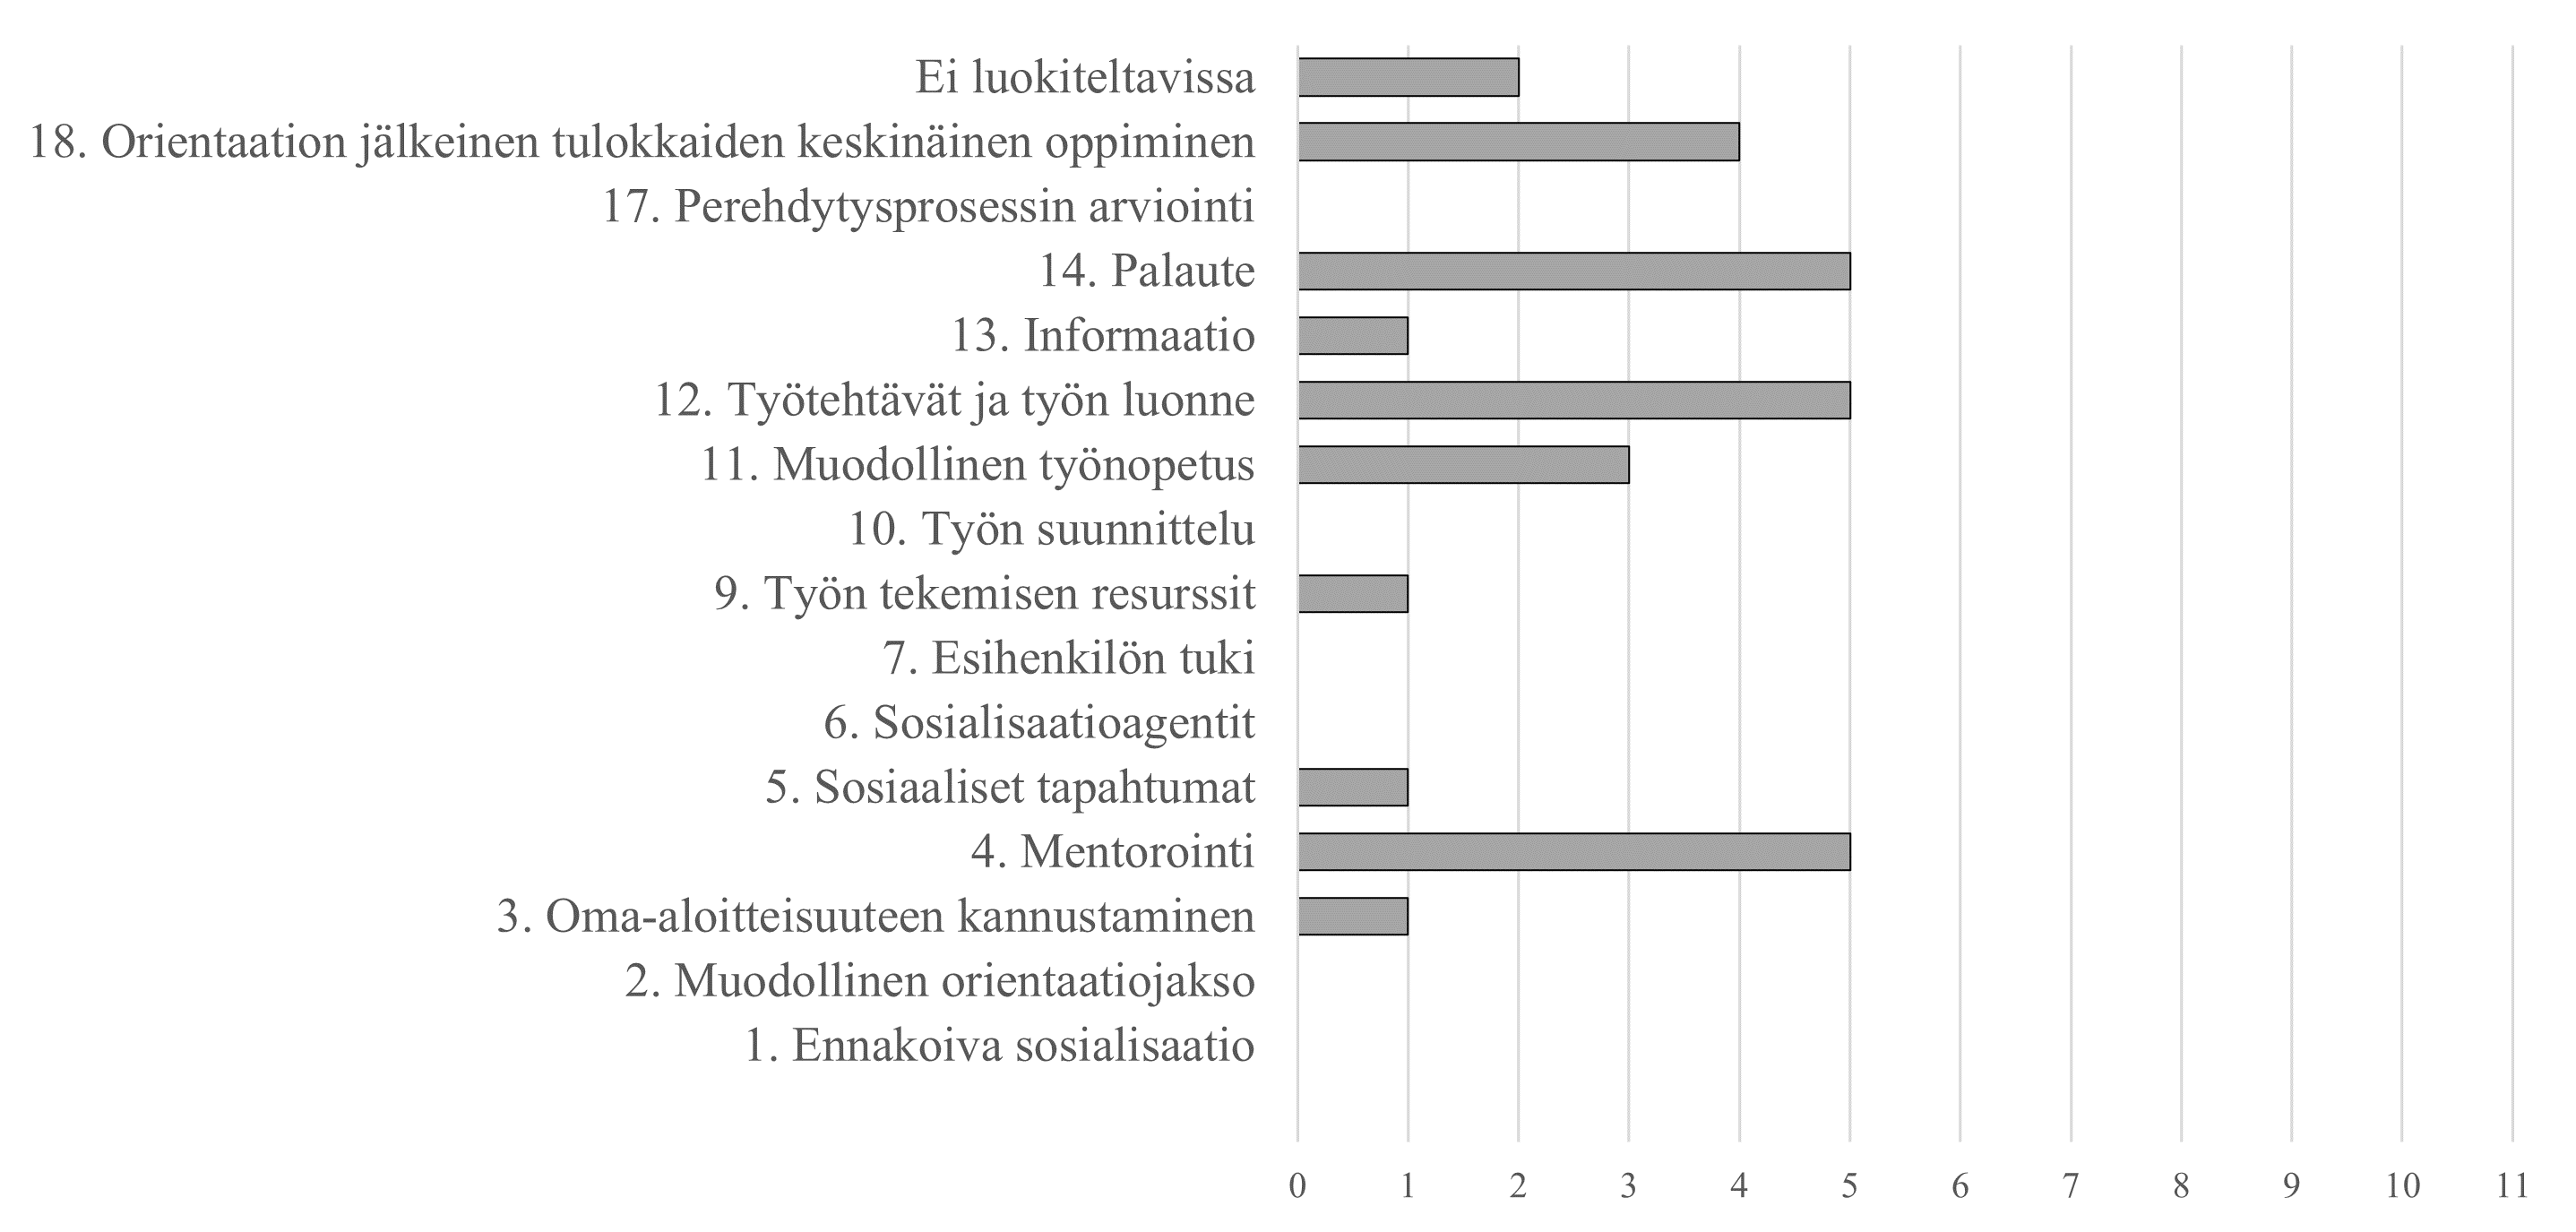 Ei luokiteltavissa
18. Orientaation jälkeinen tulokkaiden keskinäinen oppiminen
17. Perehdytysprosessin arviointi
14. Palaute
13. Informaatio
12. Työtehtävät ja työn luonne
11. Muodollinen työnopetus
10. Työn suunnittelu
9. Työn tekemisen resurssit
7. Esihenkilön tuki
6. Sosialisaatioagentit
5. Sosiaaliset tapahtumat
4. Mentorointi
3. Oma-aloitteisuuteen kannustaminen
2. Muodollinen orientaatiojakso
1. Ennakoiva sosialisaatio
0 1 2 3 4 5 6 7 8 9 10 11